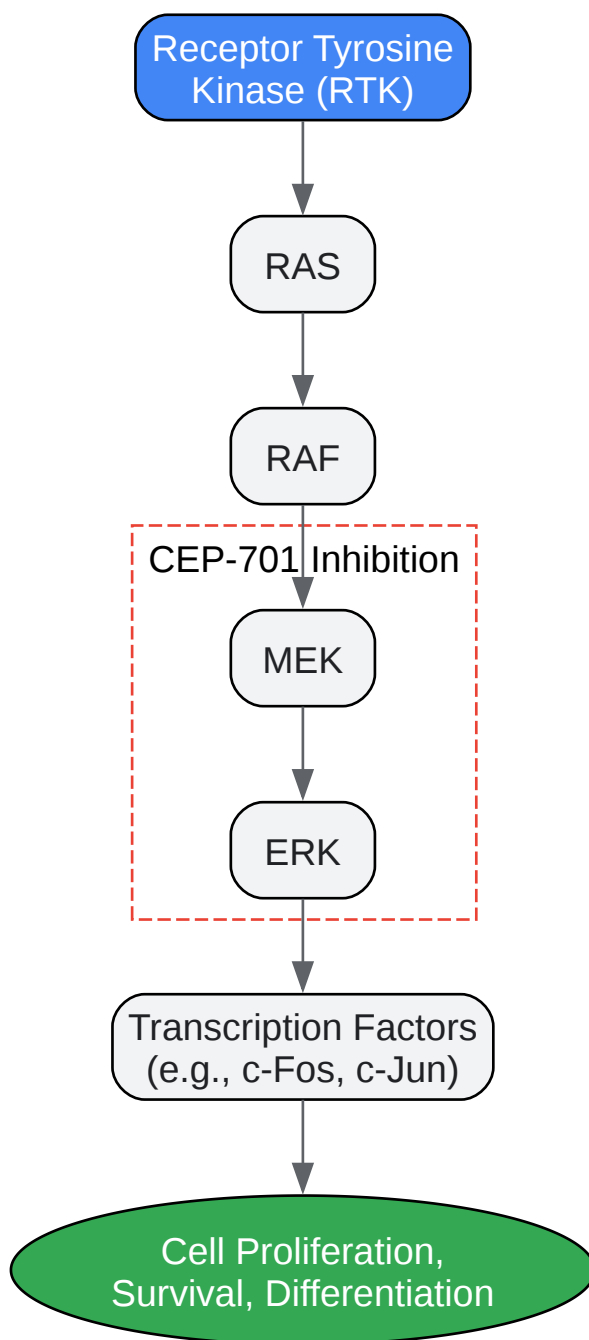 Receptor Tyrosine
Kinase (RTK)
RAS
RAF
CEP-701 Inhibition
MEK
ERK
Transcription Factors
(e.g., c-Fos, c-Jun)
Cell Proliferation,
Survival, Differentiation